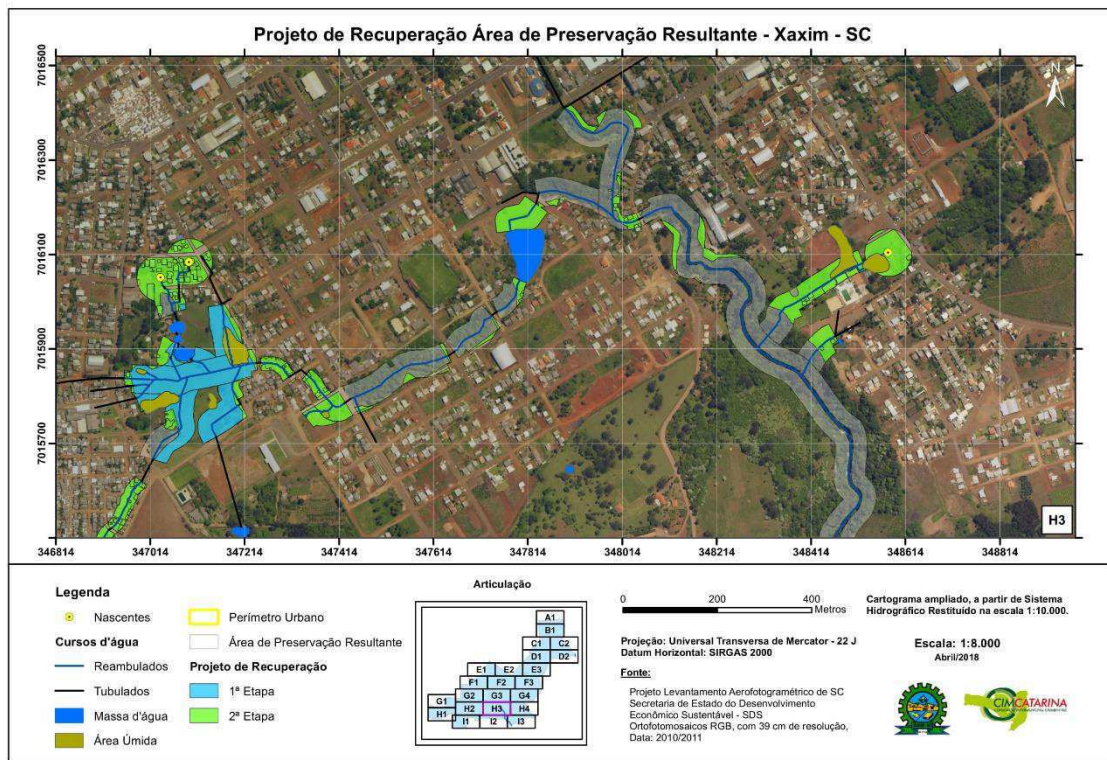 Projeto de Recuperação Área de Preservação Resultante - Xaxim - SC
7016500
7016300
7016100
7015900
7015700
N
H3
346814
347014
347214
347414
347614
347814
348014
348214
348414
348614
348814
Legenda
Nascentes
Cursos d'água
Reambulados
Tubulados
Massa d'água
Área Úmida
Perímetro Urbano
Área de Preservação Resultante
Projeto de Recuperação
1ª Etapa
2ª Etapa
Articulação
A1
B1
C1 C2
D1 D2
E1 E2 E3
F1 F2 F3
G1 G2 G3 G4
H1 H2 H3 H4
I1 I2 I3
0 200 400
Metros
Projeção: Universal Transversa de Mercator - 22 J
Datum Horizontal: SIRGAS 2000
Fonte:
Projeto Levantamento Aerofotogramétrico de SC
Secretaria de Estado do Desenvolvimento
Econômico Sustentável - SDS
Ortofotomosaicos RGB, com 39 cm de resolução,
Data: 2010/2011
Cartograma ampliado, a partir de Sistema
Hidrográfico Restituído na escala 1:10.000.
Escala: 1:8.000
Abril/2018
CIMCATARINA